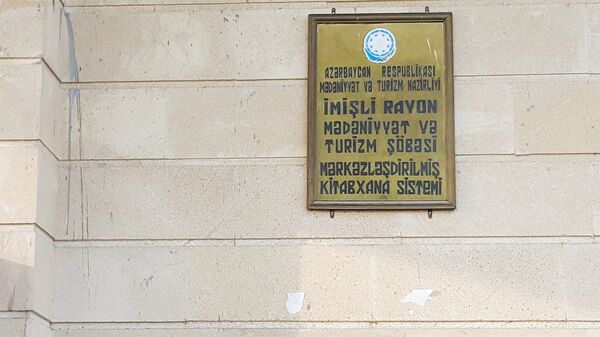 AZƏRBAYCAN RESPUBLİKASI
MƏDƏNİYYƏT VƏ TURİZM NAZİRLİYİ
İMİŞLİ RAYON
MƏDƏNİYYƏT VƏ
TURİZM ŞÖBƏSİ
MƏRKƏZLƏŞDİRİLMİŞ
KİTABXANA SİSTEMİ